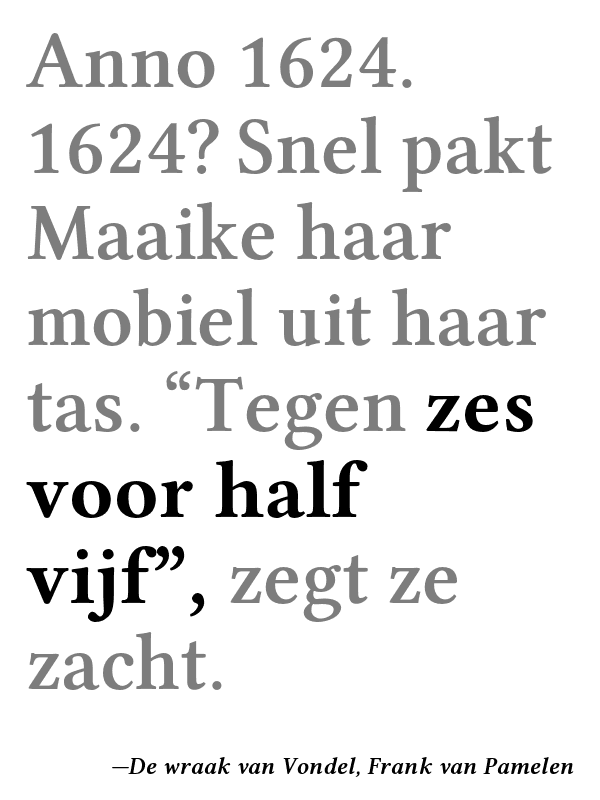 Anno 1624.
1624? Snel pakt
Maaike haar
mobiel uit haar
tas. “Tegen zes
voor half
vijf”, zegt ze
zacht.
—De wraak van Vondel, Frank van Pamelen